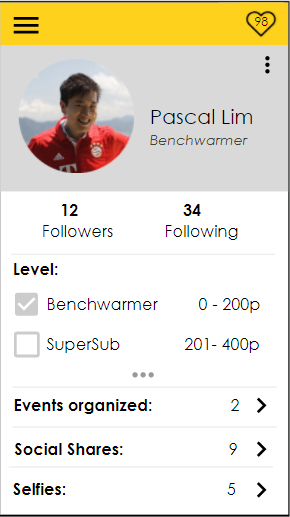 98
Pascal Lim
Benchwarmer
12 34
Followers Following
Level:
Benchwarmer 0 - 200p
SuperSub 201- 400p
Events organized: 2
Social Shares: 9
Selfies: 5